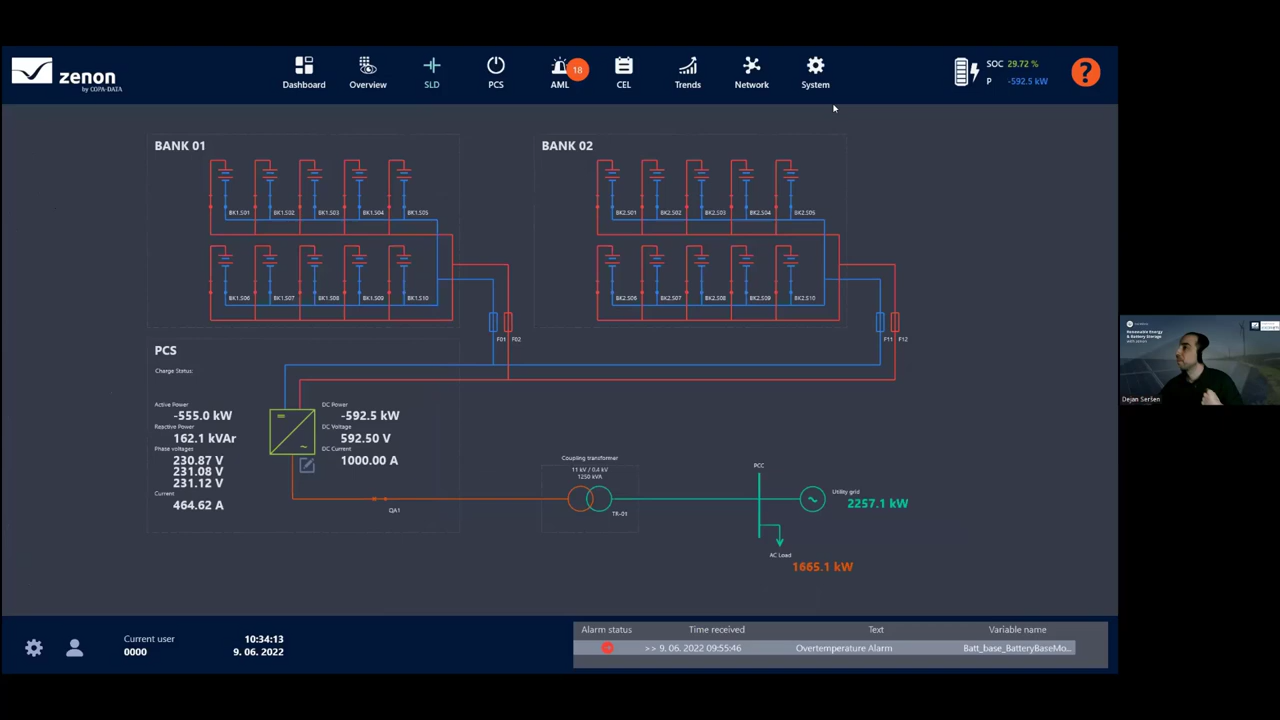 zenon
by COPA-DATA
Dashboard
Overview
SLD
PCS
AML
18
CEL
Trends
Network
System
SOC 29.72 %
P -592.5 kW
?
BANK 01
BK1.S01 BK1.S02 BK1.S03 BK1.S04 BK1.S05
BK1.S06 BK1.S07 BK1.S08 BK1.S09 BK1.S10
F01 F02
BANK 02
BK2.S01 BK2.S02 BK2.S03 BK2.S04 BK2.S05
BK2.S06 BK2.S07 BK2.S08 BK2.S09 BK2.S10
F11 F12
PCS
Charge Status:
Active Power
-555.0 kW
Reactive Power
162.1 kVAr
Phase voltages
230.87 V
231.08 V
231.12 V
Current
464.62 A
DC Power
-592.5 kW
DC Voltage
592.50 V
DC Current
1000.00 A
QA1
Coupling transformer
11 kV / 0.4 kV
1250 kVA
TR-01
PCC
Utility grid
2257.1 kW
AC Load
1665.1 kW
Renewable Energy
& Battery Storage
Dejan Seršen
Current user
0000
10:34:13
9. 06. 2022
Alarm status Time received Text Variable name
>> 9. 06. 2022 09:55:46 Overtemperature Alarm Batt_base_BatteryBaseMo...